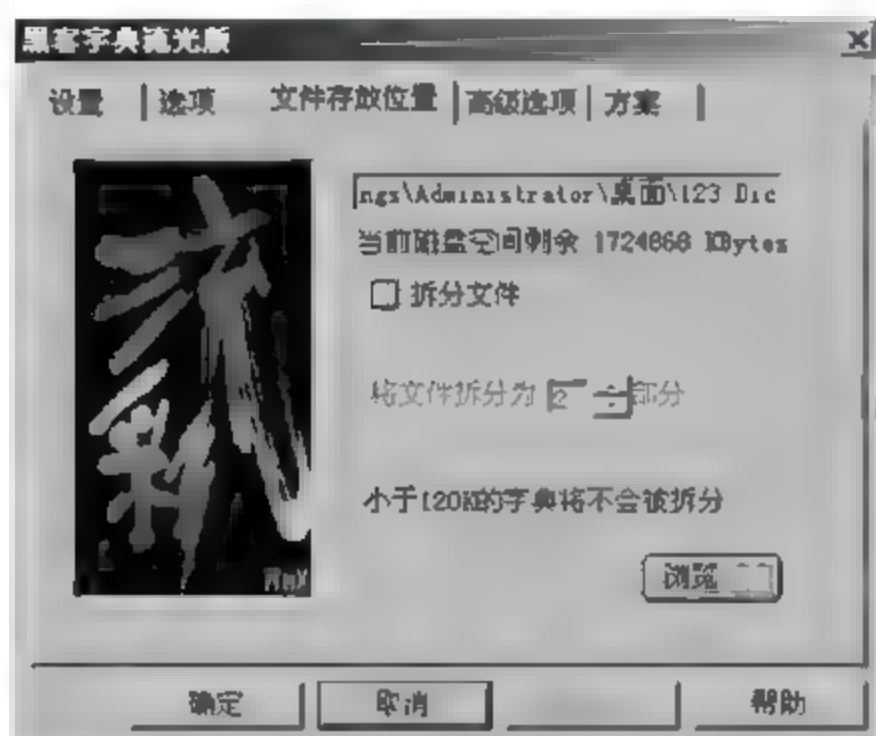 黑客字典流光版
设置 选项 文件存放位置 高级选项 方案
ngs\Administrator\桌面\123 Dic
当前磁盘空间剩余 1724868 KBytes
拆分文件
将文件拆分为 2 部分
小于120KB的字典将不会被拆分
浏览
确定 取消 帮助